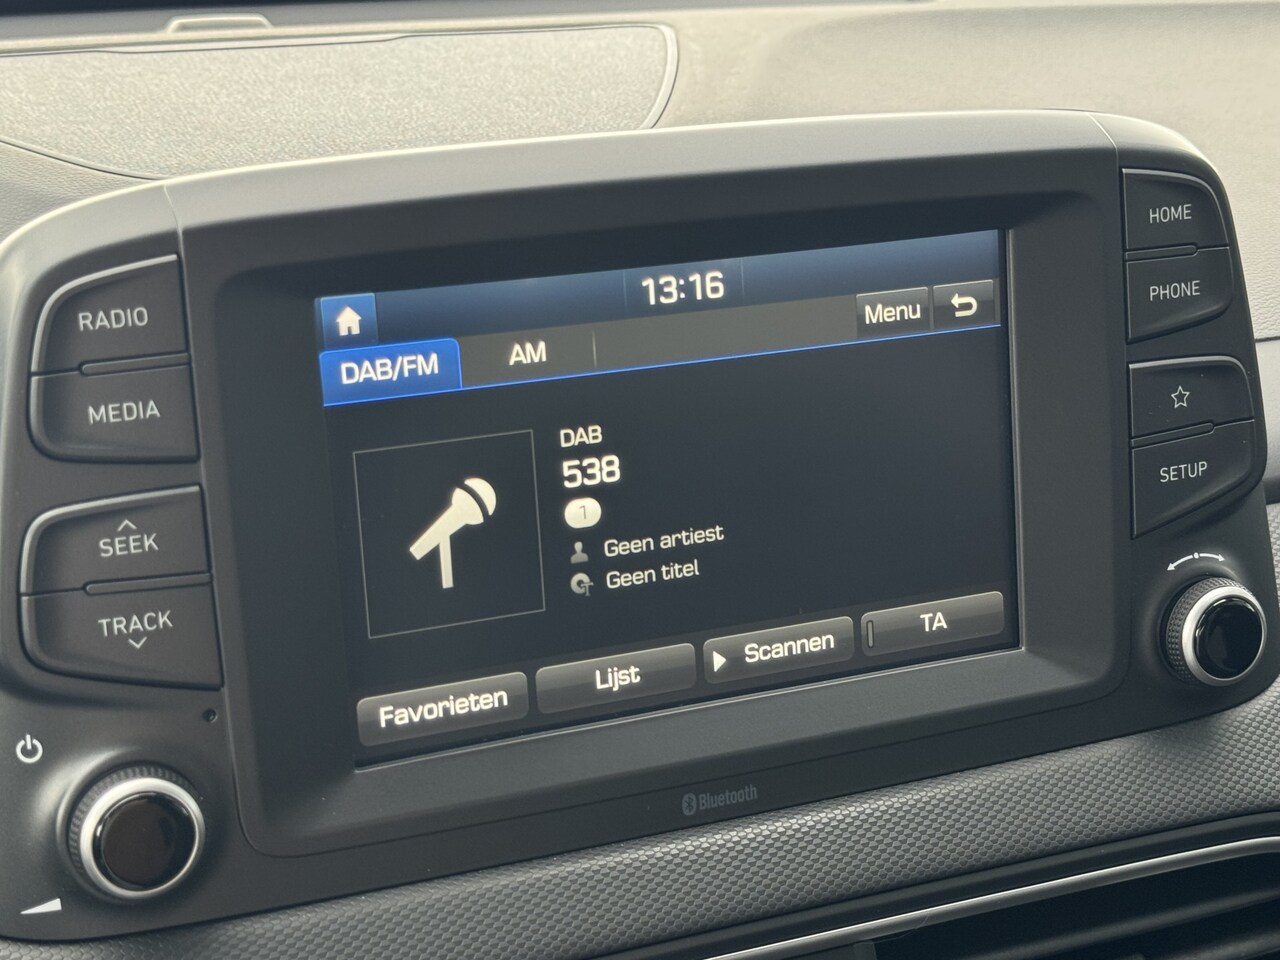 RADIO
MEDIA
SEEK
TRACK
13:16
Menu
DAB/FM
AM
DAB
538
1
Geen artiest
Geen titel
Favorieten
Lijst
Scannen
TA
Bluetooth
HOME
PHONE
SETUP